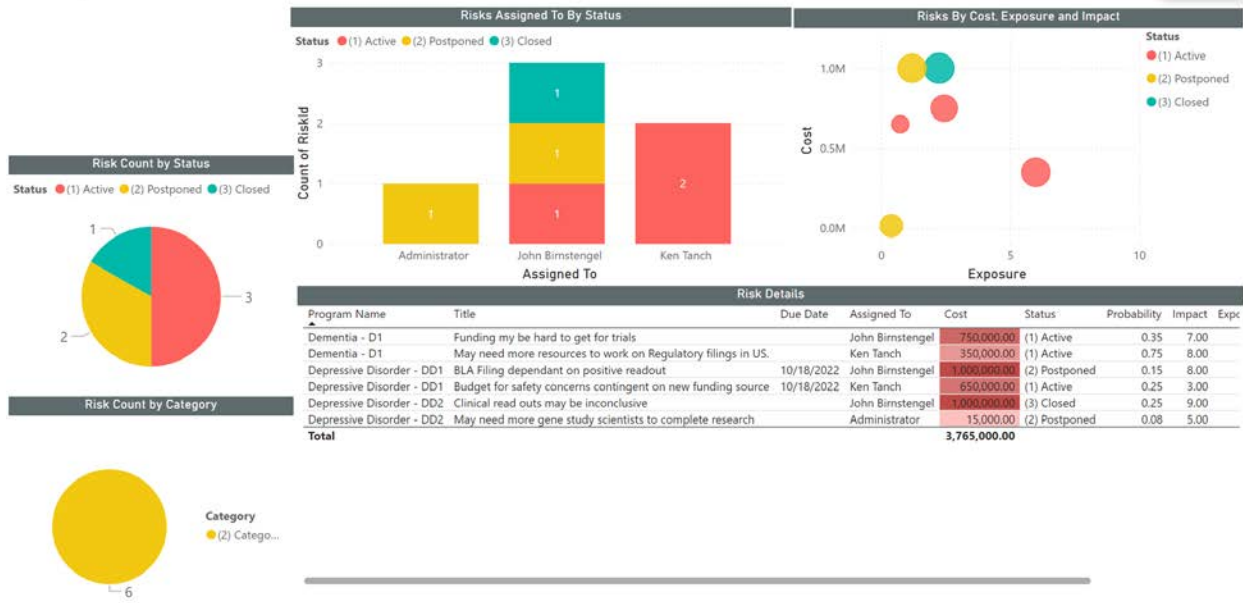 Risk Count by Status
Status (1) Active (2) Postponed (3) Closed
1
2
3
Risk Count by Category
Category
(2) Catego...
6
Risks Assigned To By Status
Status (1) Active (2) Postponed (3) Closed
Count of RiskId
3
2
1
0
1
1
1
1
2
Administrator John Birnstengel Ken Tanch
Assigned To
Risks By Cost, Exposure and Impact
Status
(1) Active
(2) Postponed
(3) Closed
Cost
1.0M
0.5M
0.0M
0 5 10
Exposure
Risk Details
Program Name Title Due Date Assigned To Cost Status Probability Impact Expc
Dementia - D1 Funding my be hard to get for trials John Birnstengel 750,000.00 (1) Active 0.35 7.00
Dementia - D1 May need more resources to work on Regulatory filings in US. Ken Tanch 350,000.00 (1) Active 0.75 8.00
Depressive Disorder - DD1 BLA Filing dependant on positive readout 10/18/2022 John Birnstengel 1,000,000.00 (2) Postponed 0.15 8.00
Depressive Disorder - DD1 Budget for safety concerns contingent on new funding source 10/18/2022 Ken Tanch 650,000.00 (1) Active 0.25 3.00
Depressive Disorder - DD2 Clinical read outs may be inconclusive John Birnstengel 1,000,000.00 (3) Closed 0.25 9.00
Depressive Disorder - DD2 May need more gene study scientists to complete research Administrator 15,000.00 (2) Postponed 0.08 5.00
Total 3,765,000.00